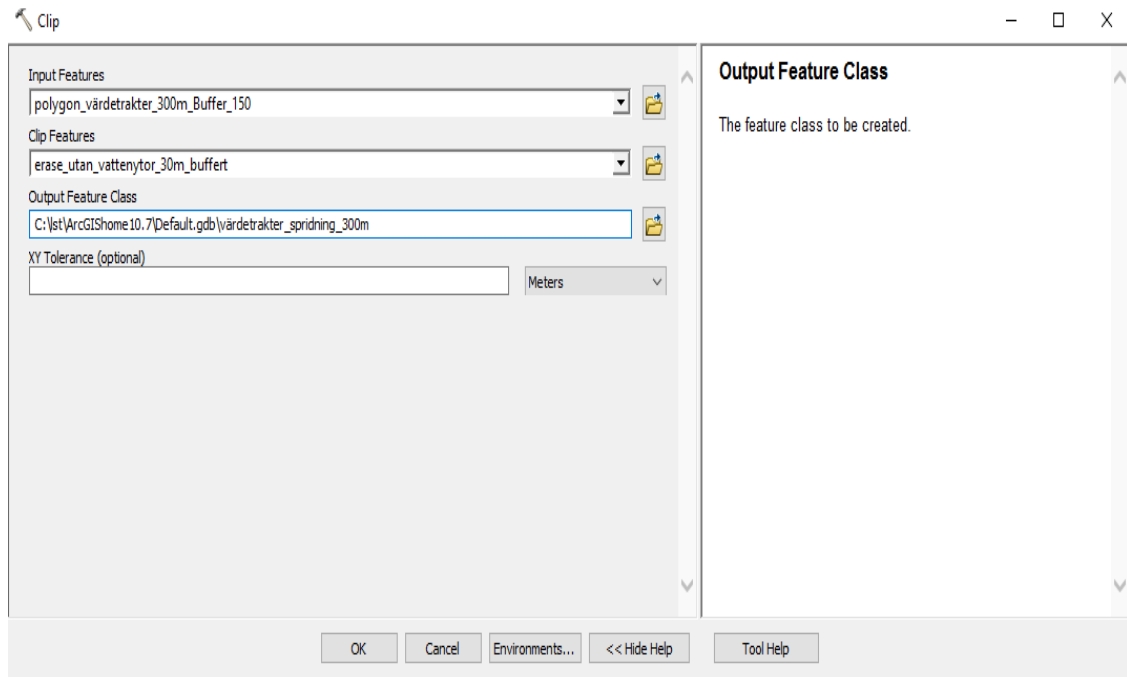 Clip
Input Features
polygon_värdetrakter_300m_Buffer_150
Clip Features
erase_utan_vattenytor_30m_buffert
Output Feature Class
C:\lst\ArcGIShome10.7\Default.gdb\värdetrakter_spridning_300m
XY Tolerance (optional)
Meters
Output Feature Class
The feature class to be created.
OK
Cancel
Environments...
<< Hide Help
Tool Help